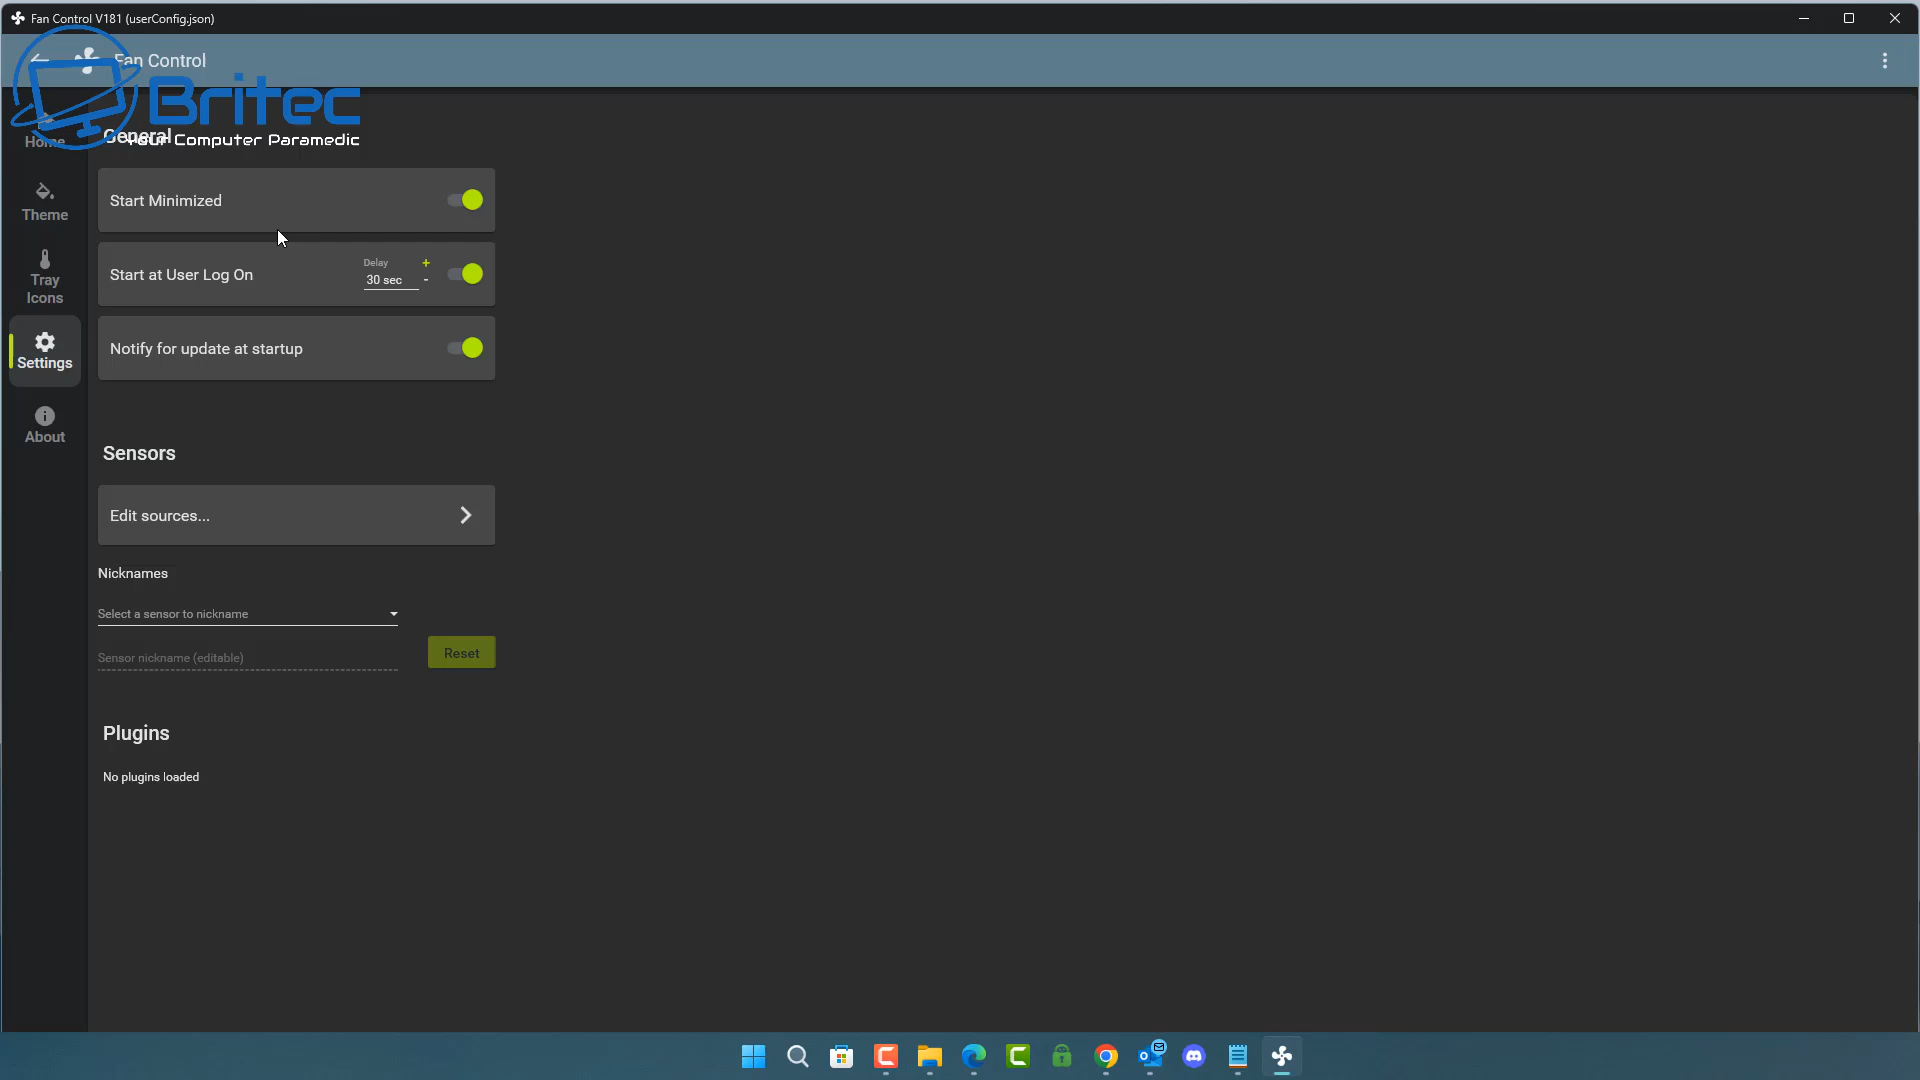 Fan Control V181 (userConfig.json)
Fan Control
Britec
Your Computer Paramedic
General
Home
Start Minimized
Theme
Start at User Log On
Delay
+
30 sec
-
Tray
Icons
Notify for update at startup
Settings
About
Sensors
Edit sources...
Nicknames
Select a sensor to nickname
Sensor nickname (editable)
Reset
Plugins
No plugins loaded